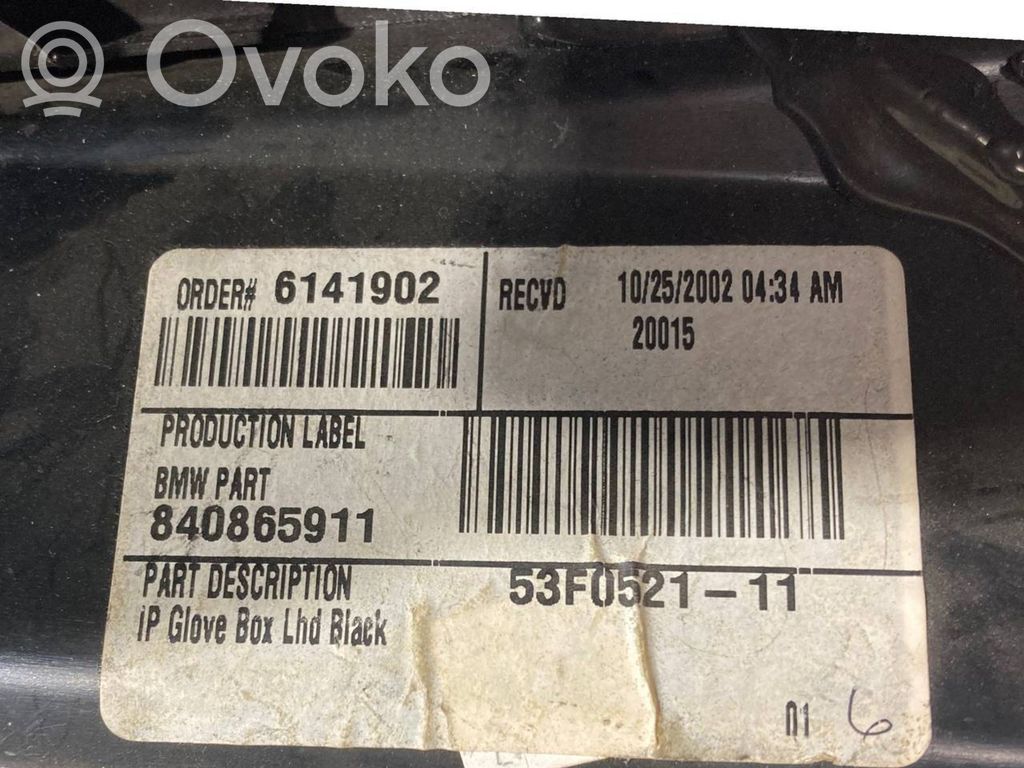 Ovoko
ORDER# 6141902
RECVD 10/25/2002 04:34 AM
20015
PRODUCTION LABEL
BMW PART
840865911
PART DESCRIPTION
IP Glove Box Lhd Black
53F0521-11
01 6